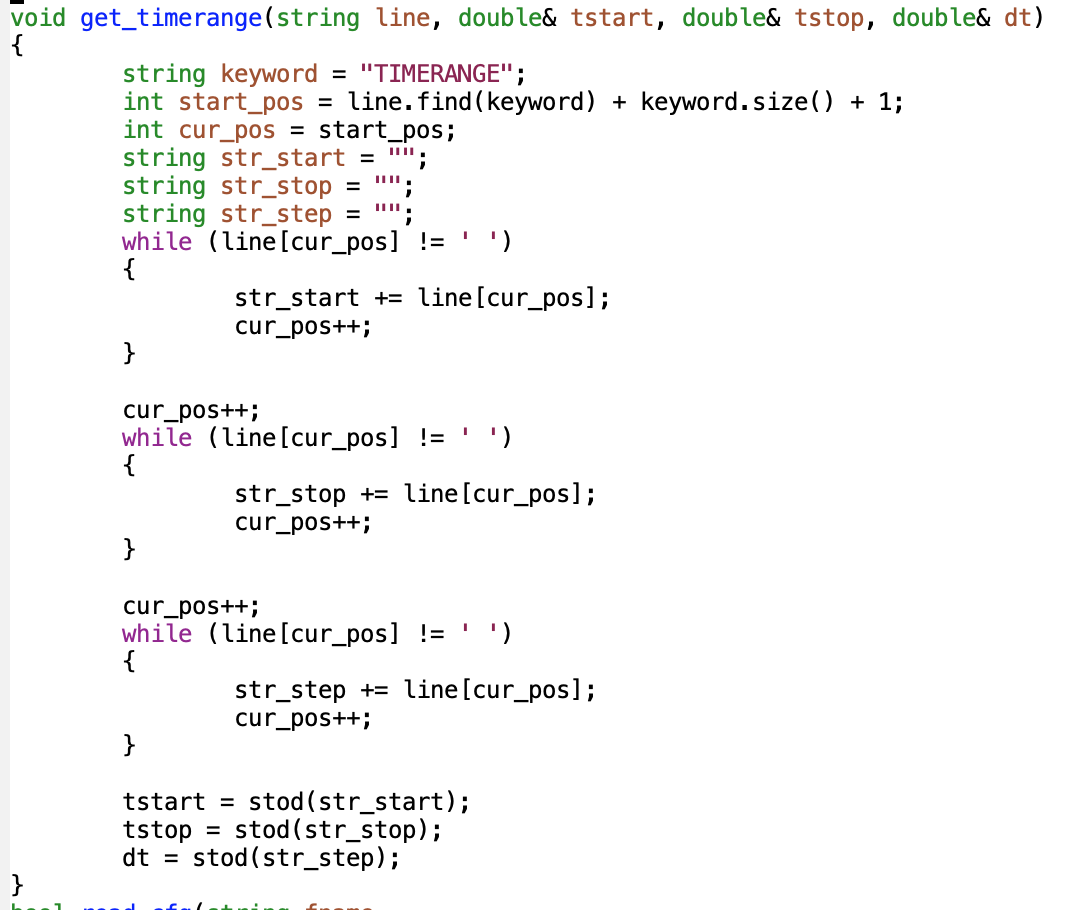 void get_timerange(string line, double& tstart, double& tstop, double& dt)
{
        string keyword = "TIMERANGE";
        int start_pos = line.find(keyword) + keyword.size() + 1;
        int cur_pos = start_pos;
        string str_start = "";
        string str_stop = "";
        string str_step = "";
        while (line[cur_pos] != ' ')
        {
                str_start += line[cur_pos];
                cur_pos++;
        }

        cur_pos++;
        while (line[cur_pos] != ' ')
        {
                str_stop += line[cur_pos];
                cur_pos++;
        }

        cur_pos++;
        while (line[cur_pos] != ' ')
        {
                str_step += line[cur_pos];
                cur_pos++;
        }

        tstart = stod(str_start);
        tstop = stod(str_stop);
        dt = stod(str_step);
}